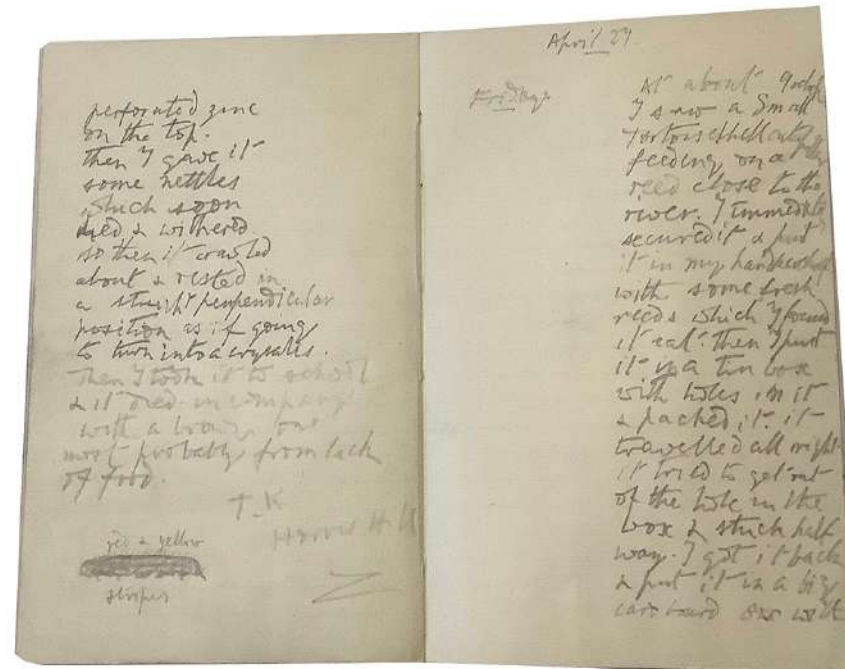 perforated zinc
on the top.
then I gave it
some nettles
which soon
died & withered
so then it crawled
about & rested in
a straight perpendicular
position as if going
to turn into a crysalis.
Then I took it to school
& it died in company
with a brown one
most probably from lack
of food.
T.K
Harrow H
red & yellow
stripes
April 27
Friday
At about 9
I saw a Small
Tortoiseshell
feeding on a
reed close to the
river. I immediately
secured it & put
it in my handkerchief
with some fresh
reeds which I found
it eat. then I put
it in a tin box
with holes in it
& packed it. it
travelled all right
it tried to get out
of the hole in the
box & stuck half
way. I got it back
& put it in a big
card board one with